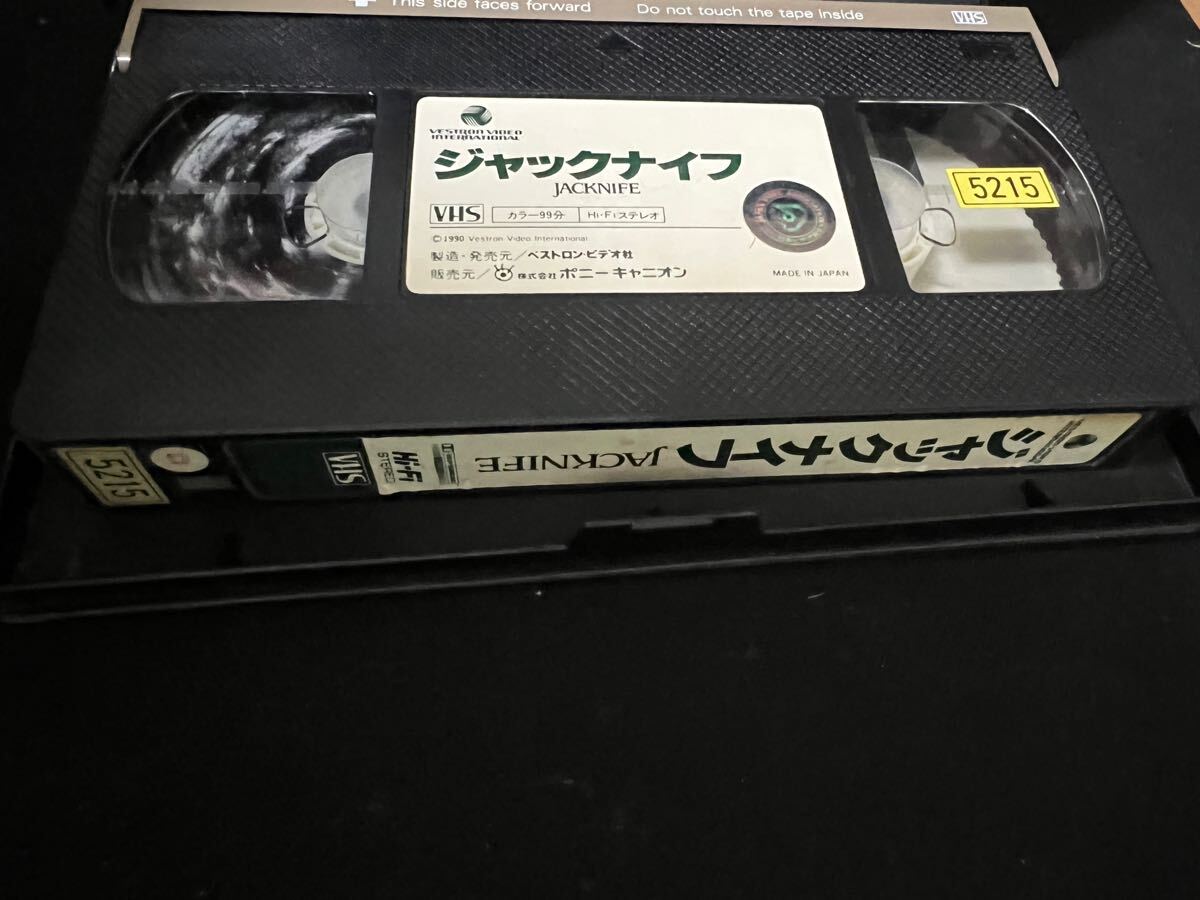 This side faces forward Do not touch the tape inside VHS
VESTRON VIDEO
INTERNATIONAL
ジャックナイフ
JACKNIFE
VHS カラー99分 Hi-Fiステレオ
© 1990 Vestron Video International
製造・発売元/ベストロン・ビデオ社
販売元/株式会社 ポニーキャニオン
MADE IN JAPAN
5215
ジャックナイフ
JACKNIFE
Hi-Fi
STEREO
VHS
5215